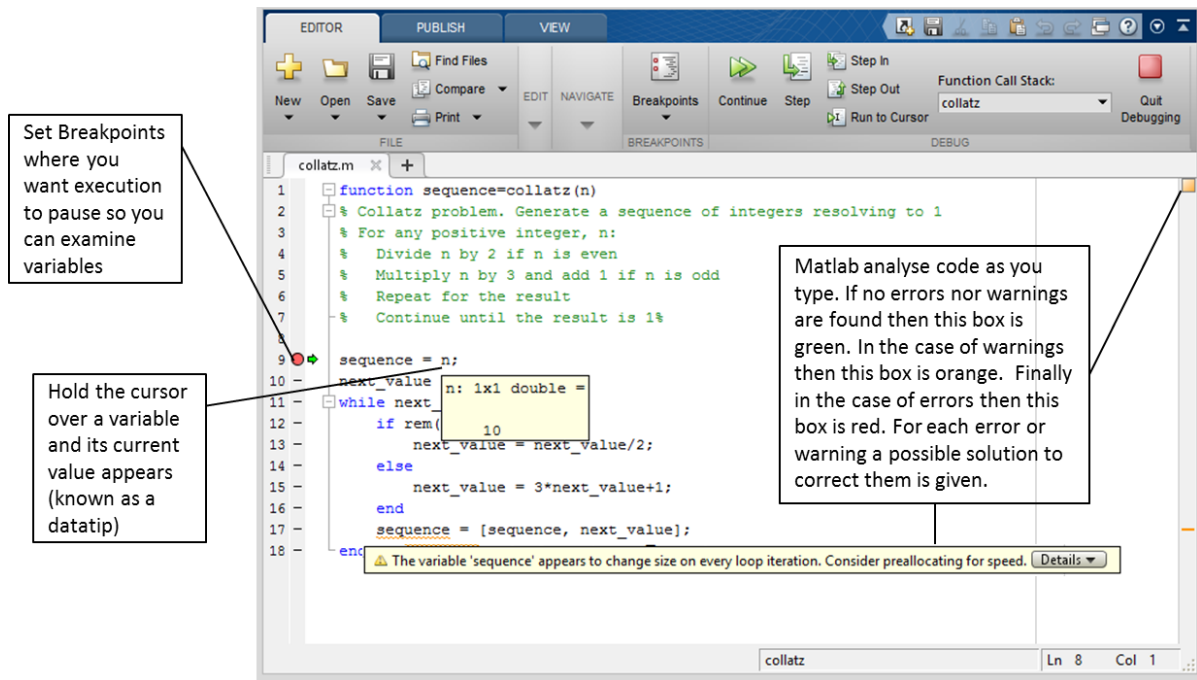 EDITOR
PUBLISH
VIEW
New
Open
Save
Find Files
Compare
Print
FILE
EDIT
NAVIGATE
Breakpoints
BREAKPOINTS
Continue
Step
Step In
Step Out
Run to Cursor
Function Call Stack:
collatz
DEBUG
Quit
Debugging
collatz.m
1 function sequence=collatz(n)
2 % Collatz problem. Generate a sequence of integers resolving to 1
3 % For any positive integer, n:
4 %   Divide n by 2 if n is even
5 %   Multiply n by 3 and add 1 if n is odd
6 %   Repeat for the result
7 %   Continue until the result is 1%
8
9 sequence = n;
10 – next_value
11 – while next_
12 – if rem(
13 – next_value = next_value/2;
14 – else
15 – next_value = 3*next_value+1;
16 – end
17 – sequence = [sequence, next_value];
18 – end
n: 1x1 double =
10
The variable 'sequence' appears to change size on every loop iteration. Consider preallocating for speed. Details
collatz
Ln 8 Col 1
Set Breakpoints
where you
want execution
to pause so you
can examine
variables
Hold the cursor
over a variable
and its current
value appears
(known as a
datatip)
Matlab analyse code as you
type. If no errors nor warnings
are found then this box is
green. In the case of warnings
then this box is orange.  Finally
in the case of errors then this
box is red. For each error or
warning a possible solution to
correct them is given.